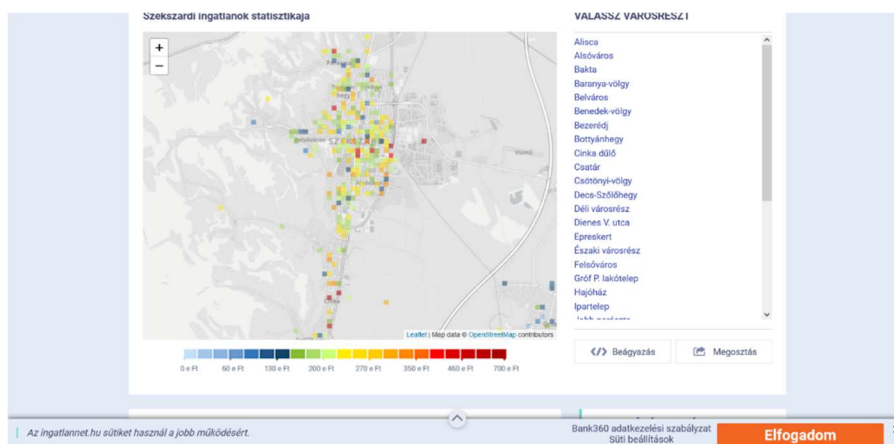 Szekszárdi ingatlanok statisztikája
VÁLASSZ VÁROSRÉSZT
+
−
SZEKSZÁRD
Leaflet | Map data © OpenStreetMap contributors
0 e Ft 60 e Ft 130 e Ft 200 e Ft 270 e Ft 350 e Ft 460 e Ft 700 e Ft
Alisca
Alsóváros
Bakta
Baranya-völgy
Belváros
Benedek-völgy
Bezerédj
Bottyánhegy
Cinka dűlő
Csatár
Csötönyi-völgy
Decs-Szőlőhegy
Déli városrész
Dienes V. utca
Epreskert
Északi városrész
Felsőváros
Gróf P. lakótelep
Hajóház
Ipartelep
</> Beágyazás
Megosztás
Az ingatlannet.hu sütiket használ a jobb működésért.
Bank360 adatkezelési szabályzat
Süti beállítások
Elfogadom